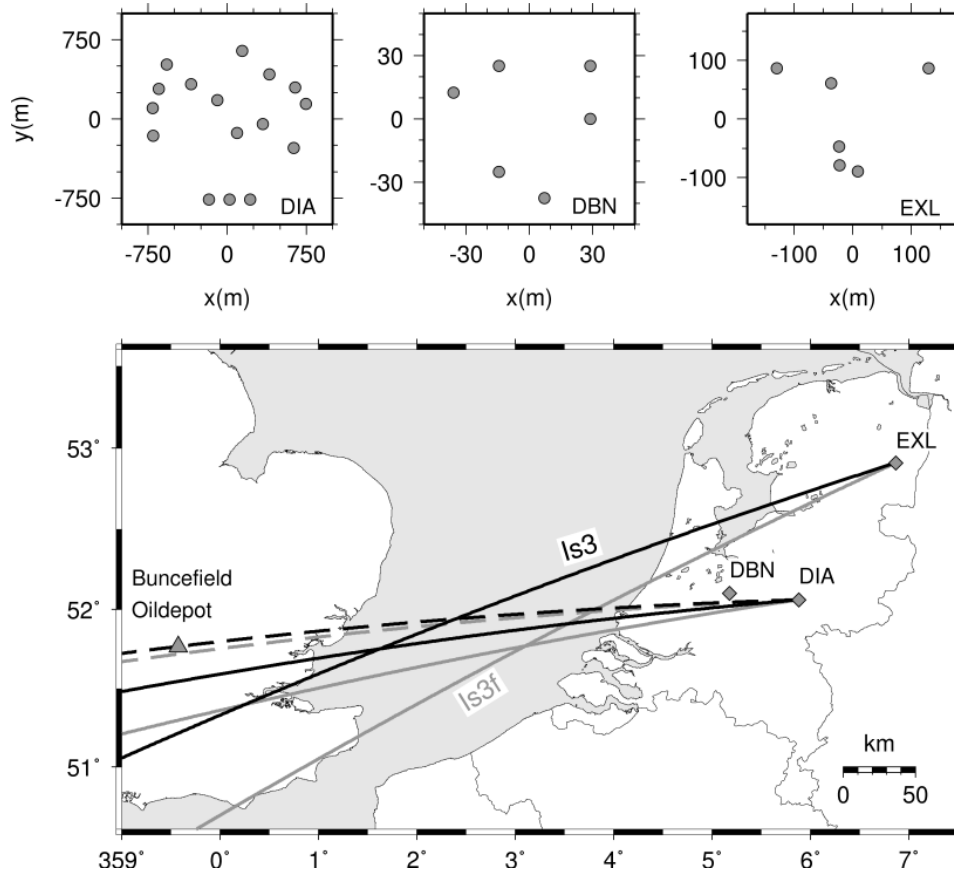 750
0
-750
y(m)
DIA
-750 0 750
x(m)
30
-30
DBN
-30 30
x(m)
100
0
-100
EXL
-100 0 100
x(m)
53°
52°
51°
EXL
Is3
DBN
DIA
Buncefield
Oildepot
Is3f
km
0 50
359° 0° 1° 2° 3° 4° 5° 6° 7°